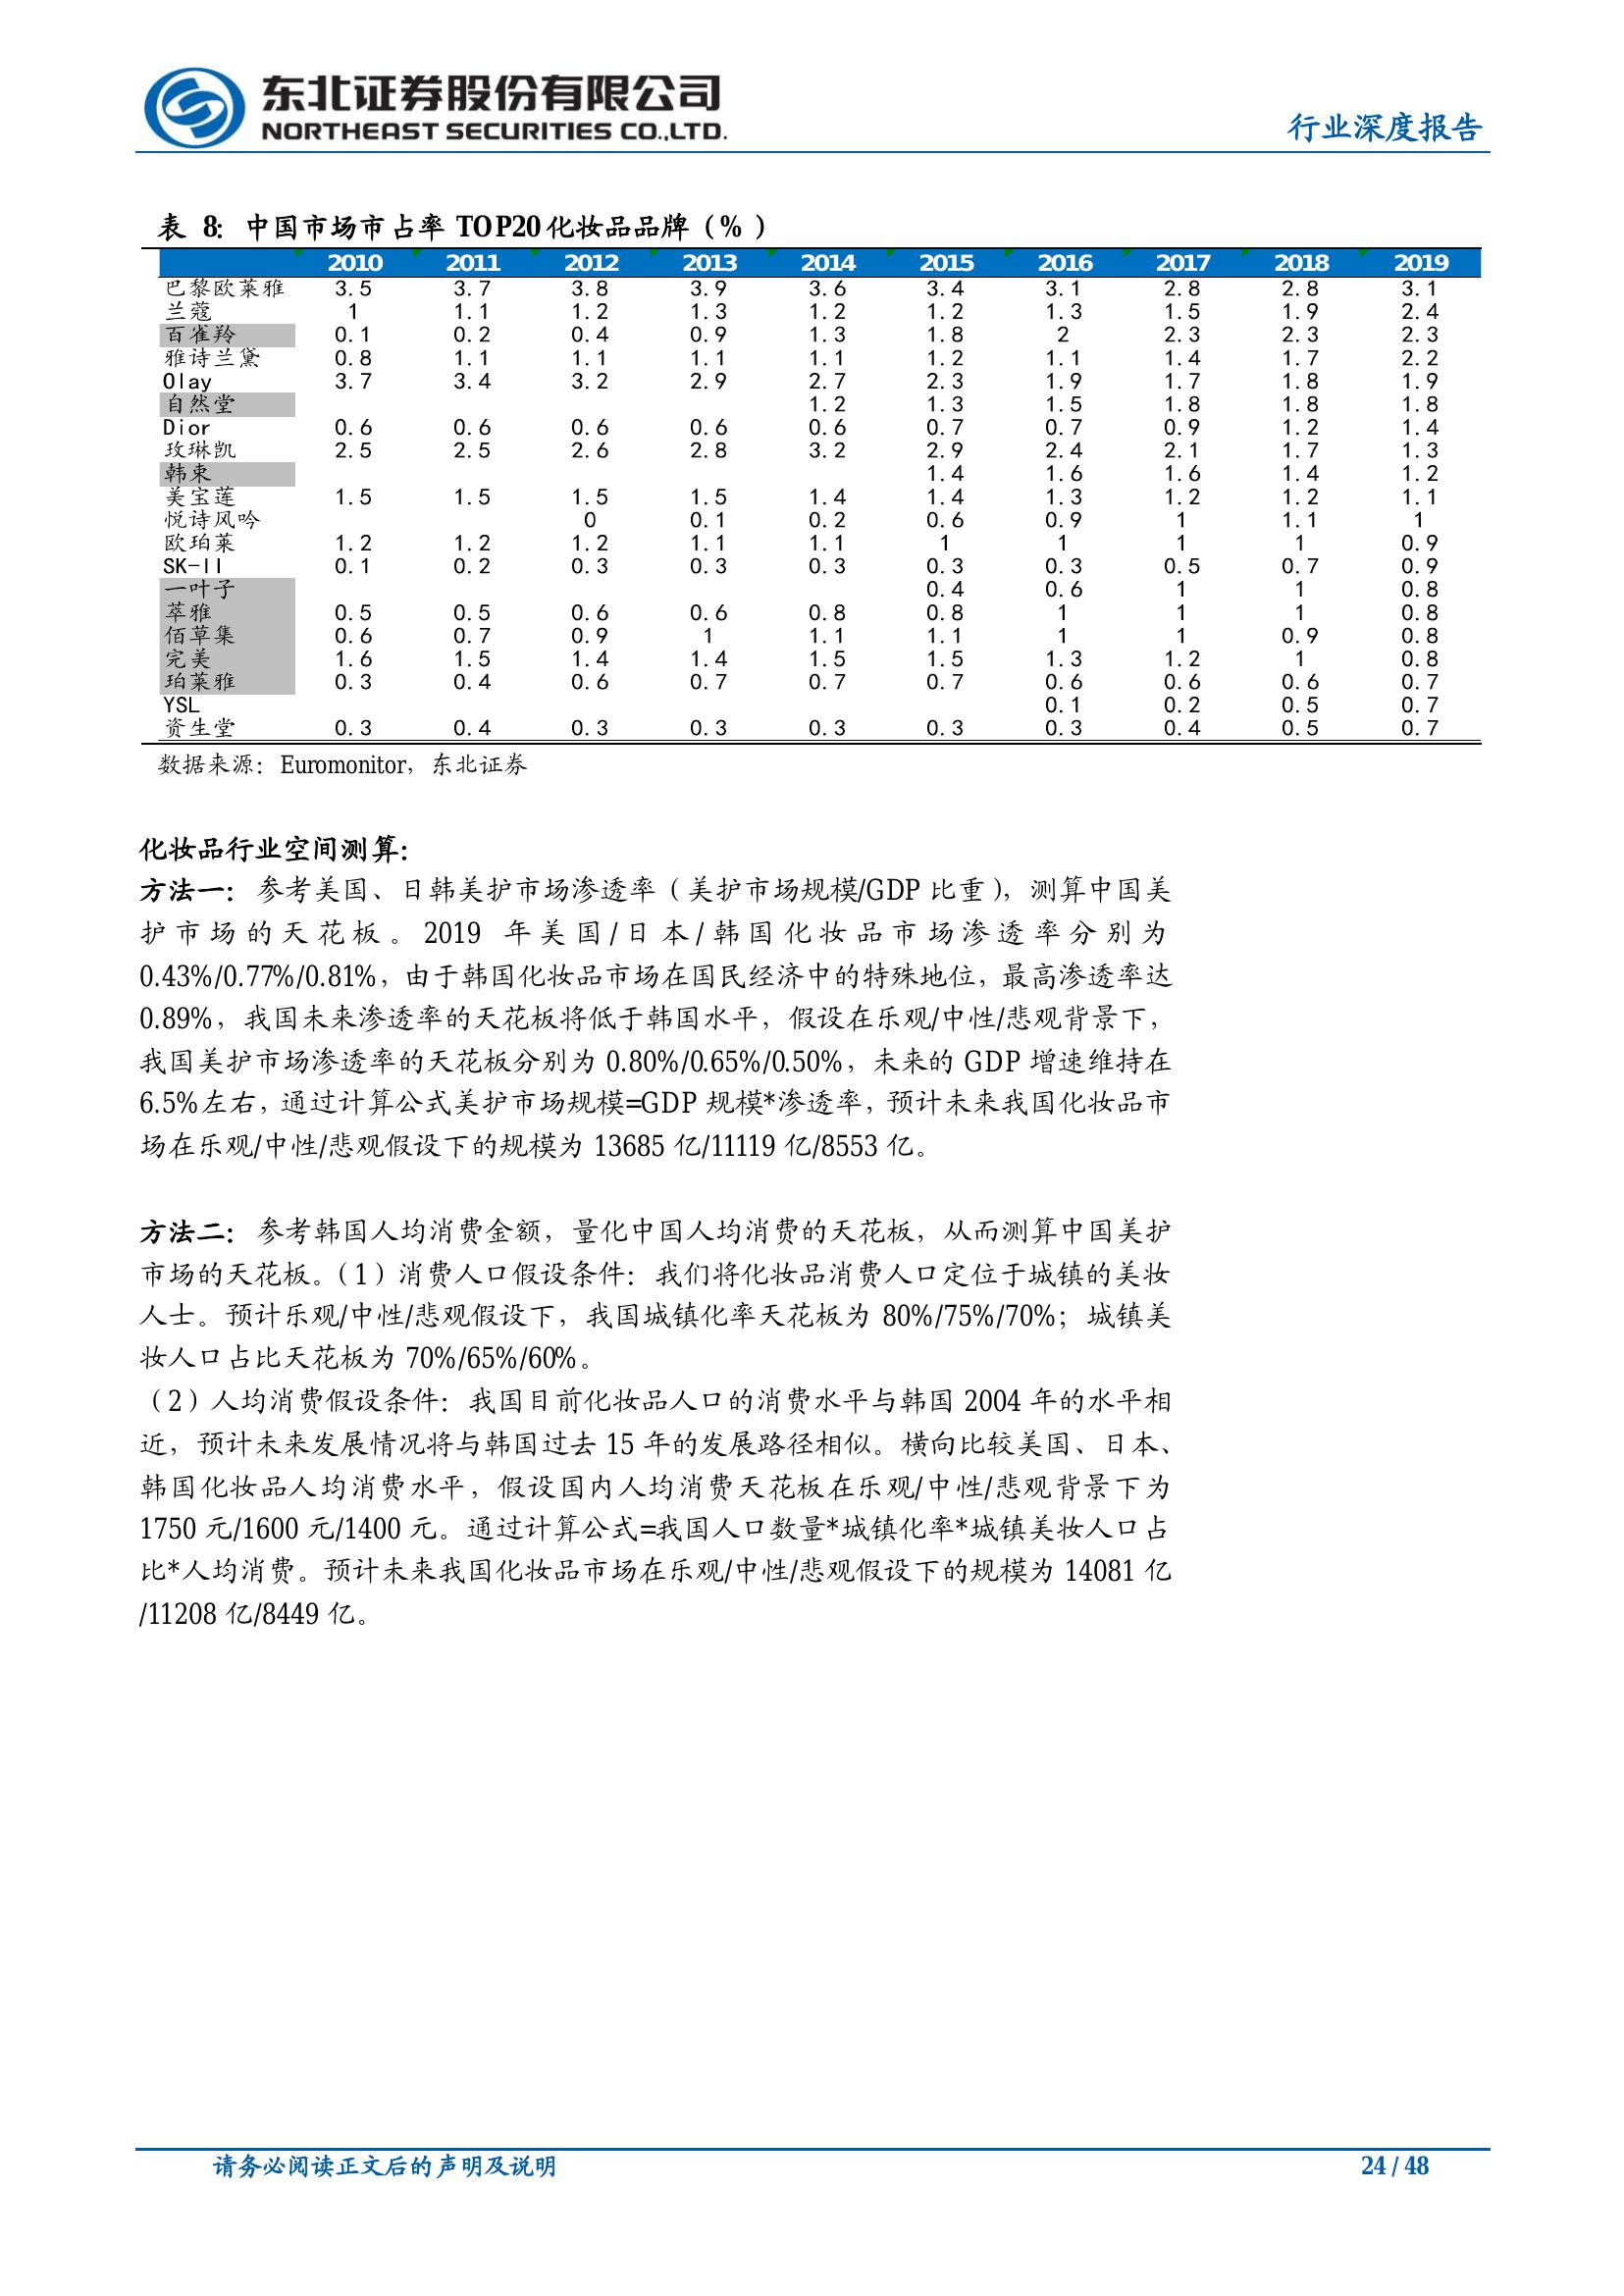 东北证券股份有限公司
NORTHEAST SECURITIES CO.,LTD.
行业深度报告
表 8: 中国市场市占率 TOP20 化妆品品牌（%）
2010 2011 2012 2013 2014 2015 2016 2017 2018 2019
巴黎欧莱雅 3.5 3.7 3.8 3.9 3.6 3.4 3.1 2.8 2.8 3.1
兰蔻 1 1.1 1.2 1.3 1.2 1.2 1.3 1.5 1.9 2.4
百雀羚 0.1 0.2 0.4 0.9 1.3 1.8 2 2.3 2.3 2.3
雅诗兰黛 0.8 1.1 1.1 1.1 1.1 1.2 1.1 1.4 1.7 2.2
Olay 3.7 3.4 3.2 2.9 2.7 2.3 1.9 1.7 1.8 1.9
自然堂 1.2 1.3 1.5 1.8 1.8 1.8
Dior 0.6 0.6 0.6 0.6 0.6 0.7 0.7 0.9 1.2 1.4
玫琳凯 2.5 2.5 2.6 2.8 3.2 2.9 2.4 2.1 1.7 1.3
韩束 1.4 1.6 1.6 1.4 1.2
美宝莲 1.5 1.5 1.5 1.5 1.4 1.4 1.3 1.2 1.2 1.1
悦诗风吟 0 0.1 0.2 0.6 0.9 1 1.1 1
欧珀莱 1.2 1.2 1.2 1.1 1.1 1 1 1 1 0.9
SK-II 0.1 0.2 0.3 0.3 0.3 0.3 0.3 0.5 0.7 0.9
一叶子 0.4 0.6 1 1 0.8
萃雅 0.5 0.5 0.6 0.6 0.8 0.8 1 1 1 0.8
佰草集 0.6 0.7 0.9 1 1.1 1.1 1 1 0.9 0.8
完美 1.6 1.5 1.4 1.4 1.5 1.5 1.3 1.2 1 0.8
珀莱雅 0.3 0.4 0.6 0.7 0.7 0.7 0.6 0.6 0.6 0.7
YSL 0.1 0.2 0.5 0.7
资生堂 0.3 0.4 0.3 0.3 0.3 0.3 0.3 0.4 0.5 0.7
数据来源：Euromonitor，东北证券
化妆品行业空间测算：
方法一：参考美国、日韩美护市场渗透率（美护市场规模/GDP 比重），测算中国美
护市场的天花板。2019 年美国/日本/韩国化妆品市场渗透率分别为
0.43%/0.77%/0.81%，由于韩国化妆品市场在国民经济中的特殊地位，最高渗透率达
0.89%，我国未来渗透率的天花板将低于韩国水平，假设在乐观/中性/悲观背景下，
我国美护市场渗透率的天花板分别为 0.80%/0.65%/0.50%，未来的 GDP 增速维持在
6.5%左右，通过计算公式美护市场规模=GDP 规模*渗透率，预计未来我国化妆品市
场在乐观/中性/悲观假设下的规模为 13685 亿/11119 亿/8553 亿。
方法二：参考韩国人均消费金额，量化中国人均消费的天花板，从而测算中国美护
市场的天花板。（1）消费人口假设条件：我们将化妆品消费人口定位于城镇的美妆
人士。预计乐观/中性/悲观假设下，我国城镇化率天花板为 80%/75%/70%；城镇美
妆人口占比天花板为 70%/65%/60%。
（2）人均消费假设条件：我国目前化妆品人口的消费水平与韩国 2004 年的水平相
近，预计未来发展情况将与韩国过去 15 年的发展路径相似。横向比较美国、日本、
韩国化妆品人均消费水平，假设国内人均消费天花板在乐观/中性/悲观背景下为
1750 元/1600 元/1400 元。通过计算公式=我国人口数量*城镇化率*城镇美妆人口占
比*人均消费。预计未来我国化妆品市场在乐观/中性/悲观假设下的规模为 14081 亿
/11208 亿/8449 亿。
请务必阅读正文后的声明及说明
24 / 48